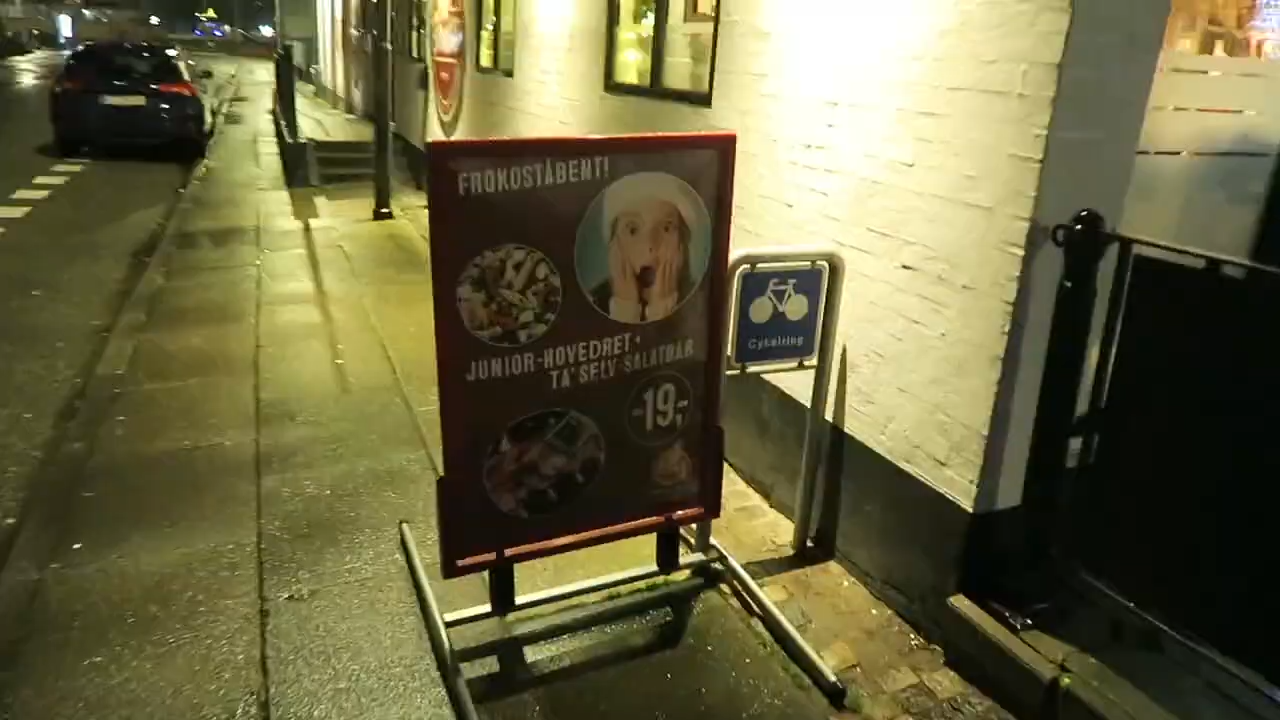 FROKOSTÅBENT!
JUNIOR-HOVEDRET +
TA' SELV SALATBAR
-19,-
Cykelring